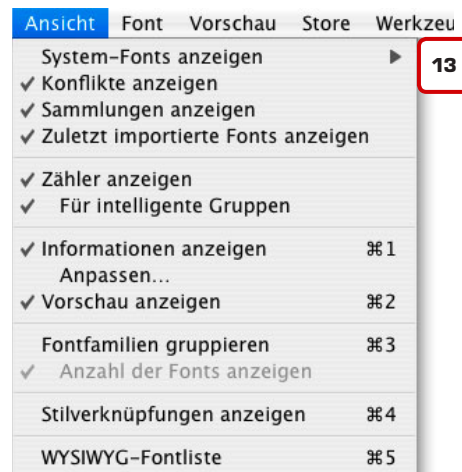 Ansicht Font Vorschau Store Werkzeu
System-Fonts anzeigen ▶
13
✓ Konflikte anzeigen
✓ Sammlungen anzeigen
✓ Zuletzt importierte Fonts anzeigen
✓ Zähler anzeigen
✓ Für intelligente Gruppen
✓ Informationen anzeigen ⌘1
Anpassen...
✓ Vorschau anzeigen ⌘2
Fontfamilien gruppieren ⌘3
✓ Anzahl der Fonts anzeigen
Stilverknüpfungen anzeigen ⌘4
WYSIWYG-Fontliste ⌘5